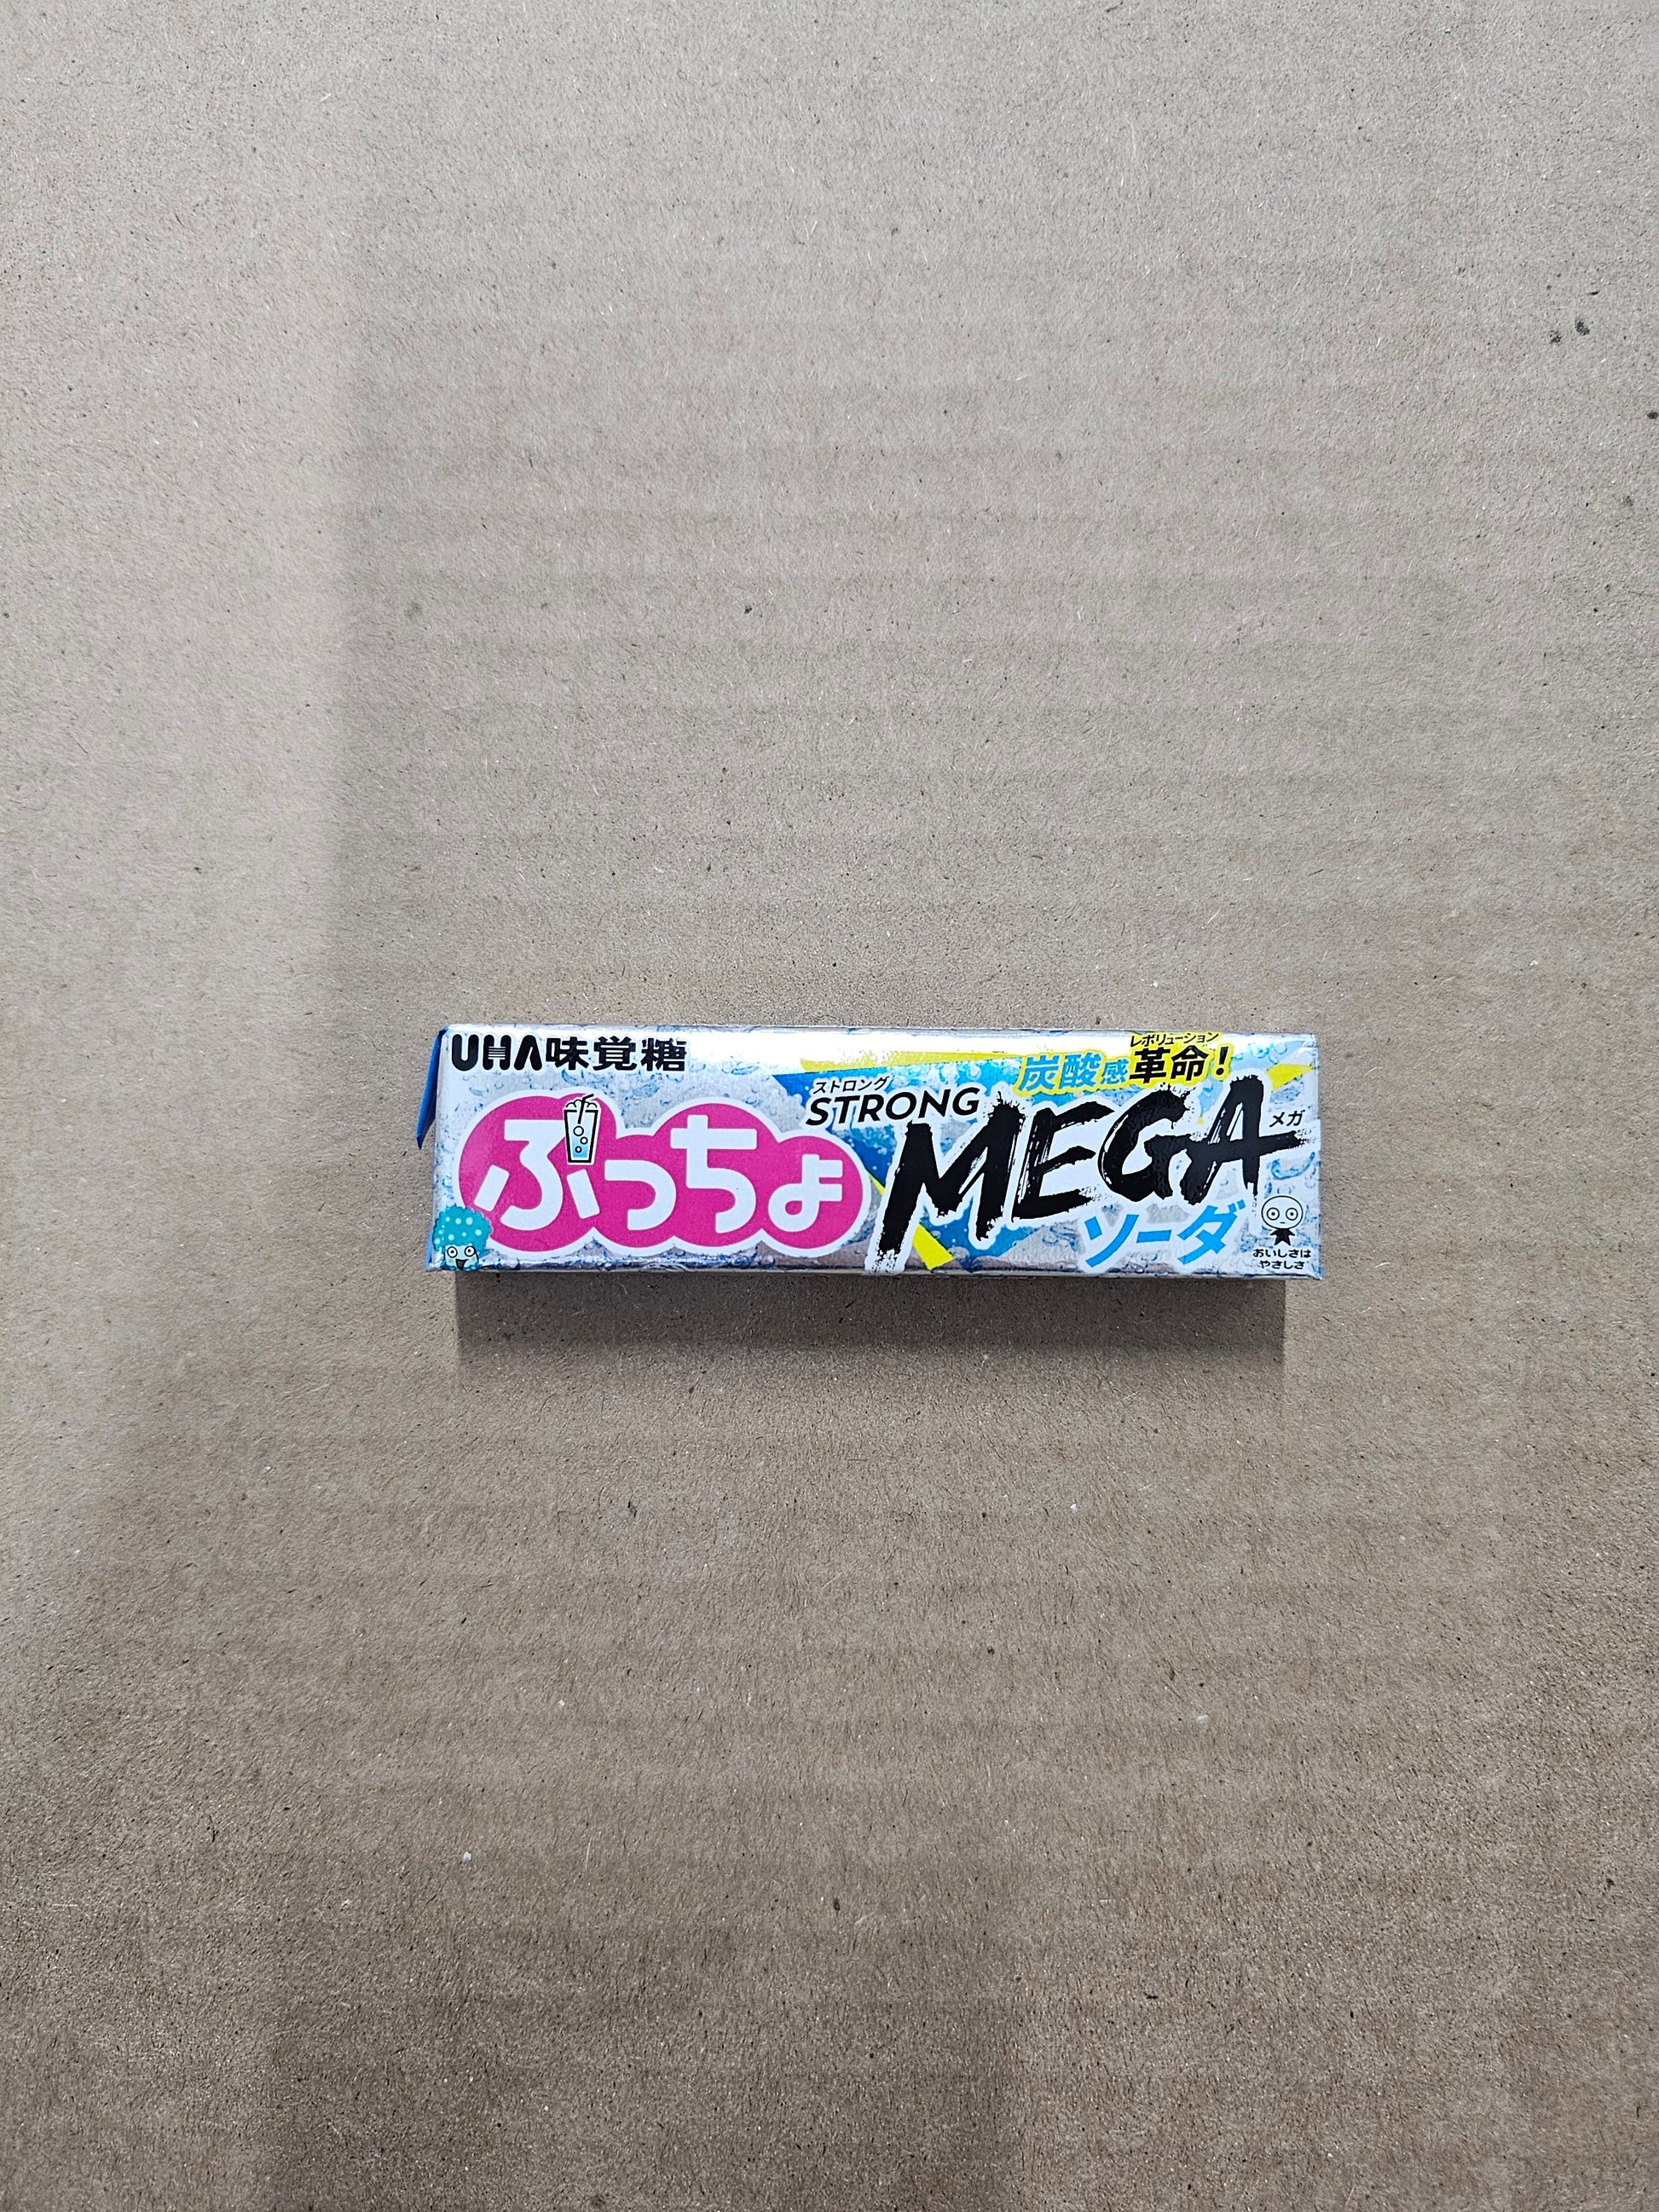 UHA味覚糖
ぷっちょ
ストロング
STRONG
レボリューション
炭酸感革命!
MEGA
メガ
ソーダ
おいしさは
やさしさ